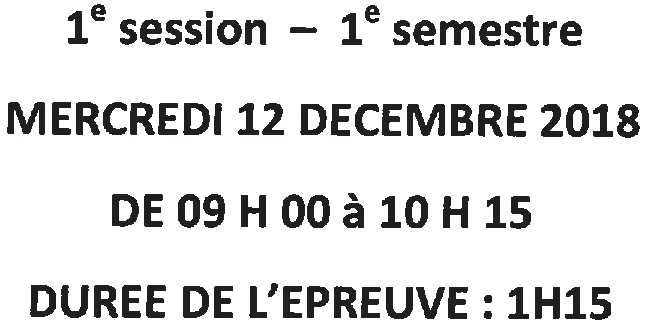 1e session – 1e semestre
MERCREDI 12 DECEMBRE 2018
DE 09 H 00 à 10 H 15
DUREE DE L'EPREUVE : 1H15